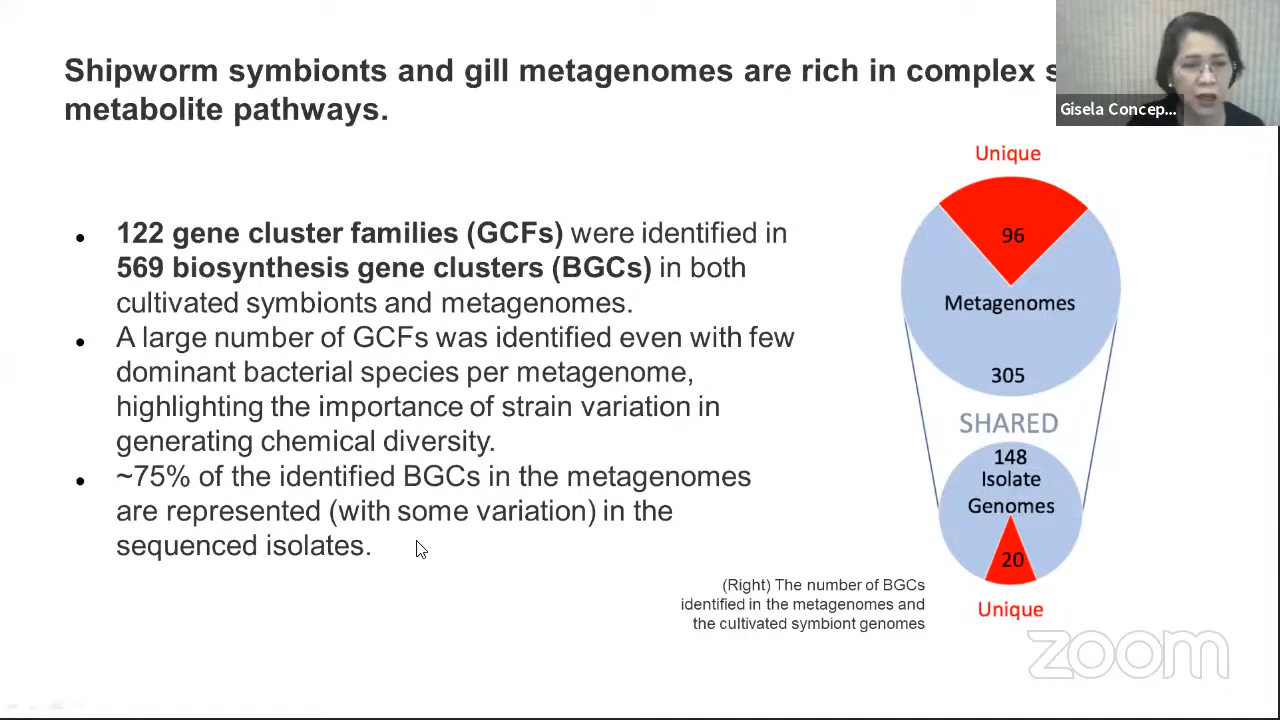 Shipworm symbionts and gill metagenomes are rich in complex
metabolite pathways.
Gisela Concep...
• 122 gene cluster families (GCFs) were identified in
569 biosynthesis gene clusters (BGCs) in both
cultivated symbionts and metagenomes.
• A large number of GCFs was identified even with few
dominant bacterial species per metagenome,
highlighting the importance of strain variation in
generating chemical diversity.
• ~75% of the identified BGCs in the metagenomes
are represented (with some variation) in the
sequenced isolates.
Unique
96
Metagenomes
305
SHARED
148
Isolate
Genomes
20
Unique
(Right) The number of BGCs
identified in the metagenomes and
the cultivated symbiont genomes
zoom